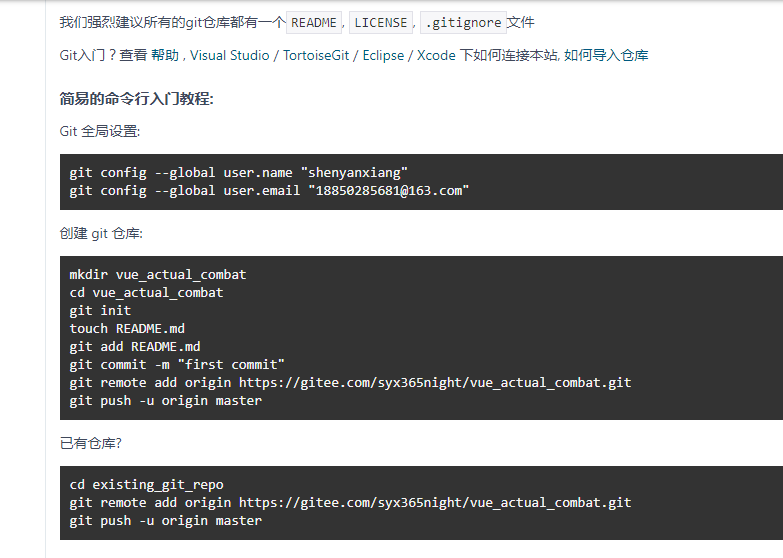 我们强烈建议所有的git仓库都有一个 README , LICENSE , .gitignore 文件
Git入门？查看 帮助 , Visual Studio / TortoiseGit / Eclipse / Xcode 下如何连接本站, 如何导入仓库
简易的命令行入门教程:
Git 全局设置:
git config --global user.name "shenyanxiang"
git config --global user.email "18850285681@163.com"
创建 git 仓库:
mkdir vue_actual_combat
cd vue_actual_combat
git init
touch README.md
git add README.md
git commit -m "first commit"
git remote add origin https://gitee.com/syx365night/vue_actual_combat.git
git push -u origin master
已有仓库?
cd existing_git_repo
git remote add origin https://gitee.com/syx365night/vue_actual_combat.git
git push -u origin master